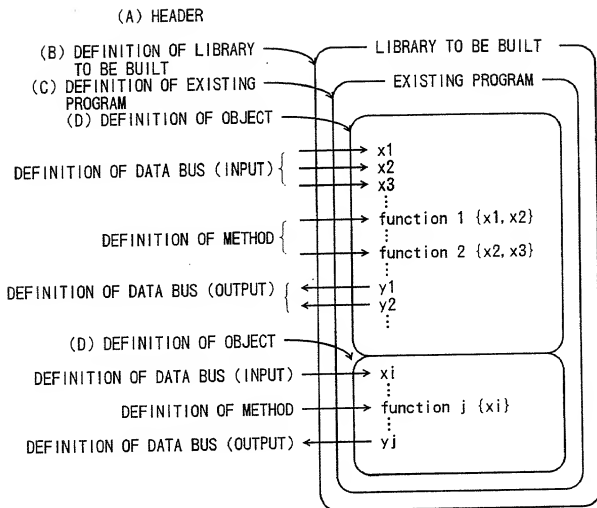 (A) HEADER
(B) DEFINITION OF LIBRARY
TO BE BUILT
LIBRARY TO BE BUILT
(C) DEFINITION OF EXISTING
PROGRAM
EXISTING PROGRAM
(D) DEFINITION OF OBJECT
DEFINITION OF DATA BUS (INPUT)
x1
x2
x3
DEFINITION OF METHOD
function 1 {x1, x2}
function 2 {x2, x3}
DEFINITION OF DATA BUS (OUTPUT)
y1
y2
(D) DEFINITION OF OBJECT
DEFINITION OF DATA BUS (INPUT)
xi
DEFINITION OF METHOD
function j {xi}
DEFINITION OF DATA BUS (OUTPUT)
yj